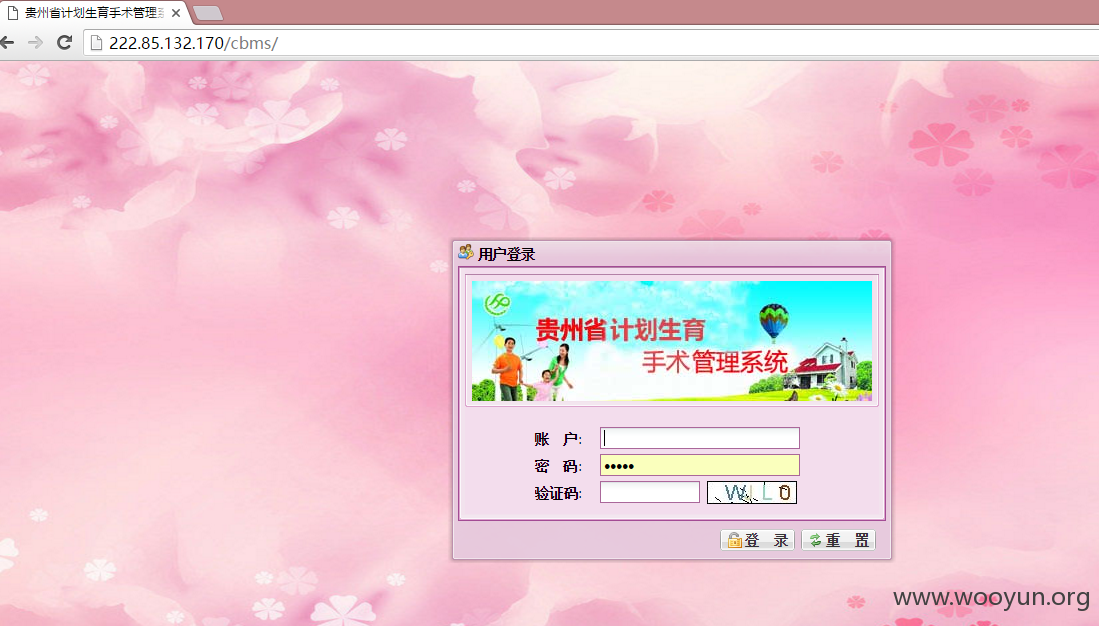 贵州省计划生育手术管理系
222.85.132.170/cbms/
用户登录
贵州省计划生育
手术管理系统
账 户:
密 码:
验证码:
WLLO
登 录 重 置
www.wooyun.org